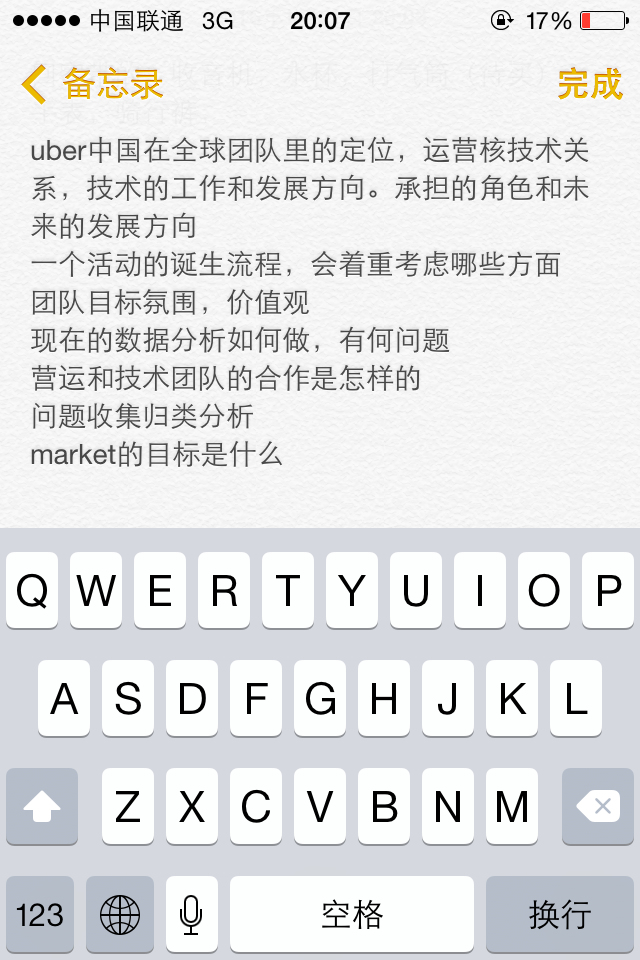 中国联通 3G 20:07 17%
备忘录 完成
uber中国在全球团队里的定位，运营核技术关
系，技术的工作和发展方向。承担的角色和未
来的发展方向
一个活动的诞生流程，会着重考虑哪些方面
团队目标氛围，价值观
现在的数据分析如何做，有何问题
营运和技术团队的合作是怎样的
问题收集归类分析
market的目标是什么
Q W E R T Y U I O P
A S D F G H J K L
Z X C V B N M
123 空格 换行